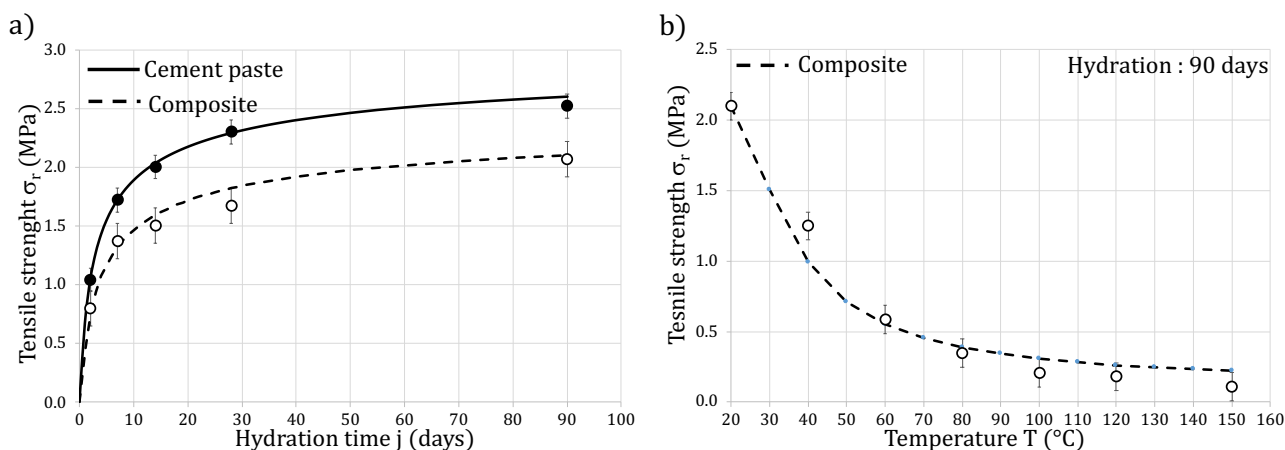 a)
3.0
2.5
2.0
1.5
1.0
0.5
0.0
Tensile strenght σr (MPa)
Cement paste
Composite
0 10 20 30 40 50 60 70 80 90 100
Hydration time j (days)
b)
2.5
2.0
1.5
1.0
0.5
0.0
Tesnile strength σr (MPa)
Composite
Hydration : 90 days
20 30 40 50 60 70 80 90 100 110 120 130 140 150 160
Temperature T (°C)